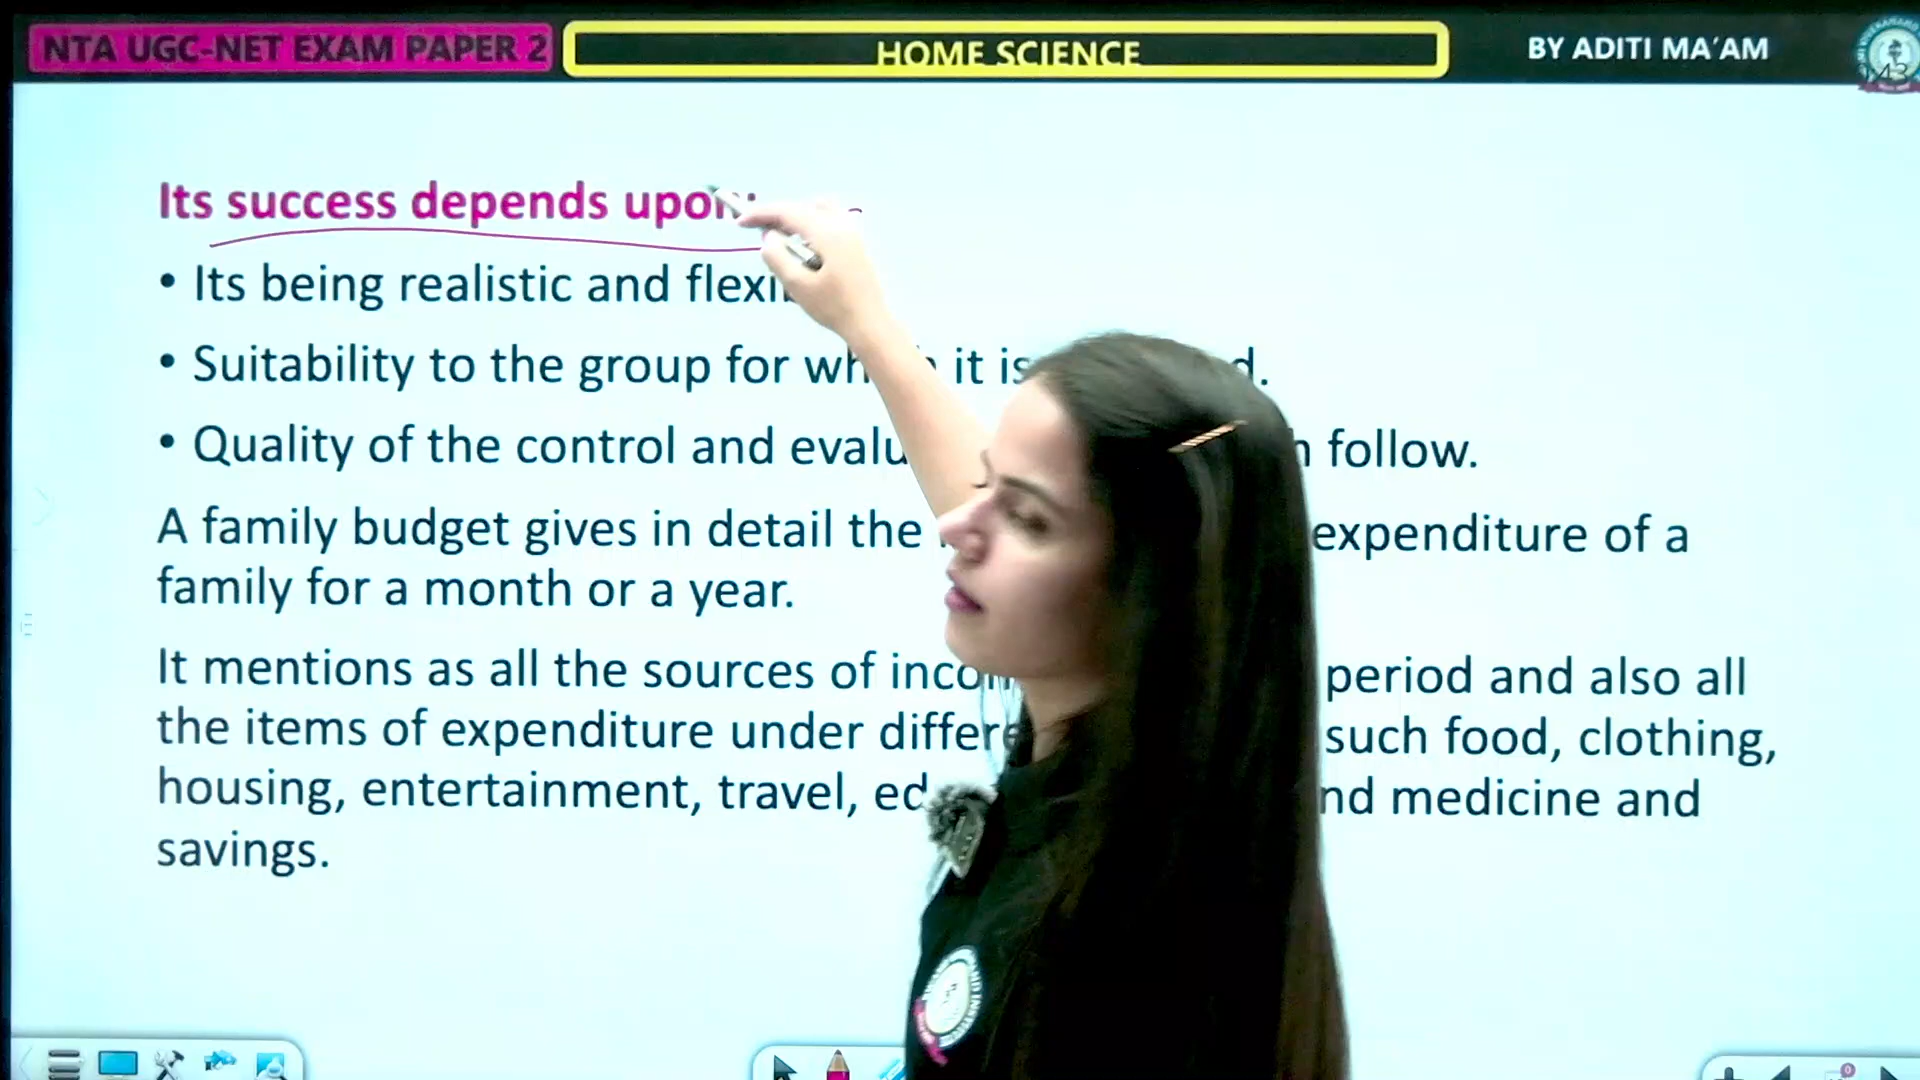 NTA UGC-NET EXAM PAPER 2
HOME SCIENCE
BY ADITI MA'AM
Its success depends upon:
• Its being realistic and flexi
• Suitability to the group for wh it is d.
• Quality of the control and evalu follow.
A family budget gives in detail the expenditure of a
family for a month or a year.
It mentions as all the sources of inco period and also all
the items of expenditure under differe such food, clothing,
housing, entertainment, travel, ed nd medicine and
savings.